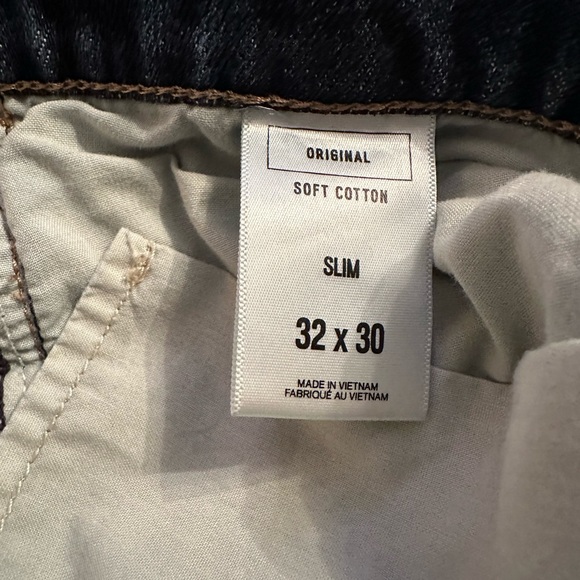 ORIGINAL
SOFT COTTON
SLIM
32 x 30
MADE IN VIETNAM
FABRIQUÉ AU VIETNAM